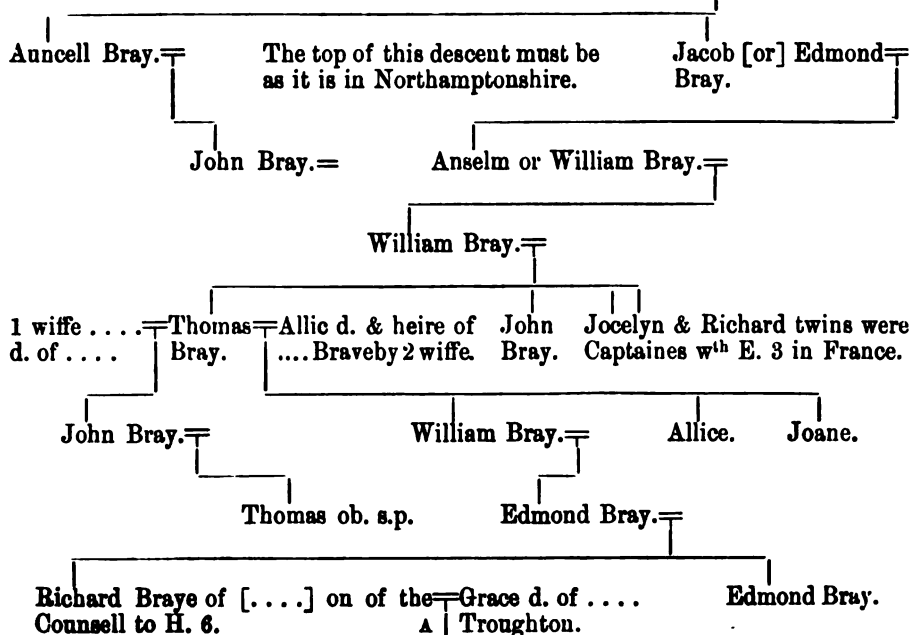 Auncell Bray.
The top of this descent must be
as it is in Northamptonshire.
Jacob [or] Edmond
Bray.
John Bray.
Anselm or William Bray.
William Bray.
1 wiffe ....
d. of ....
Thomas
Bray.
Allic d. & heire of
....Braveby 2 wiffe.
John
Bray.
Jocelyn & Richard twins were
Captaines wth E. 3 in France.
John Bray.
William Bray.
Allice.
Joane.
Thomas ob. s.p.
Edmond Bray.
Richard Braye of [....] on of the
Counsell to H. 6.
Grace d. of ....
Troughton.
A
Edmond Bray.